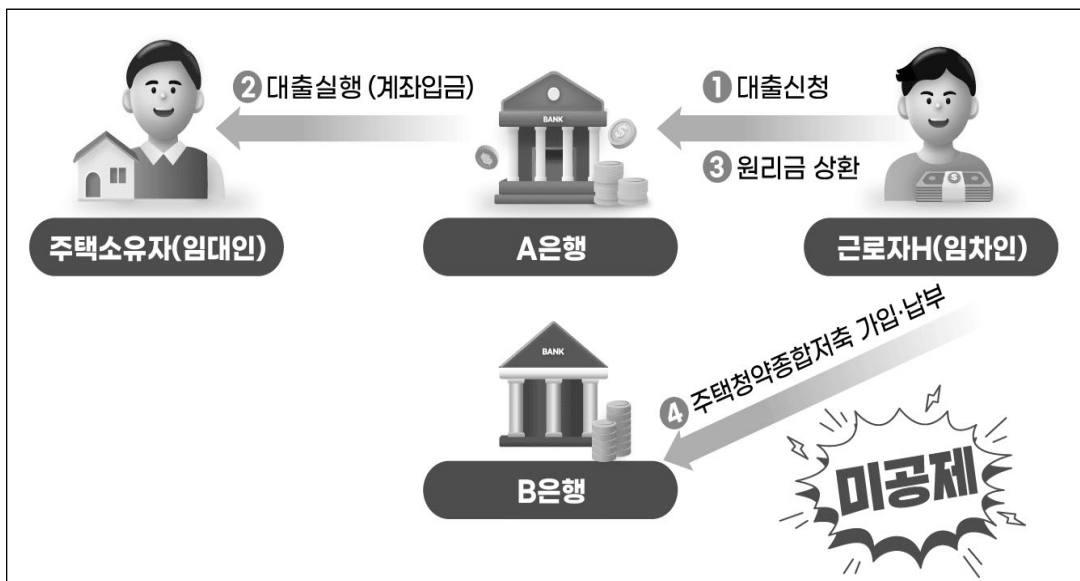 ② 대출실행 (계좌입금)
① 대출신청
③ 원리금 상환
BANK
주택소유자(임대인)
A은행
근로자H(임차인)
④ 주택청약종합저축 가입·납부
BANK
B은행
미공제